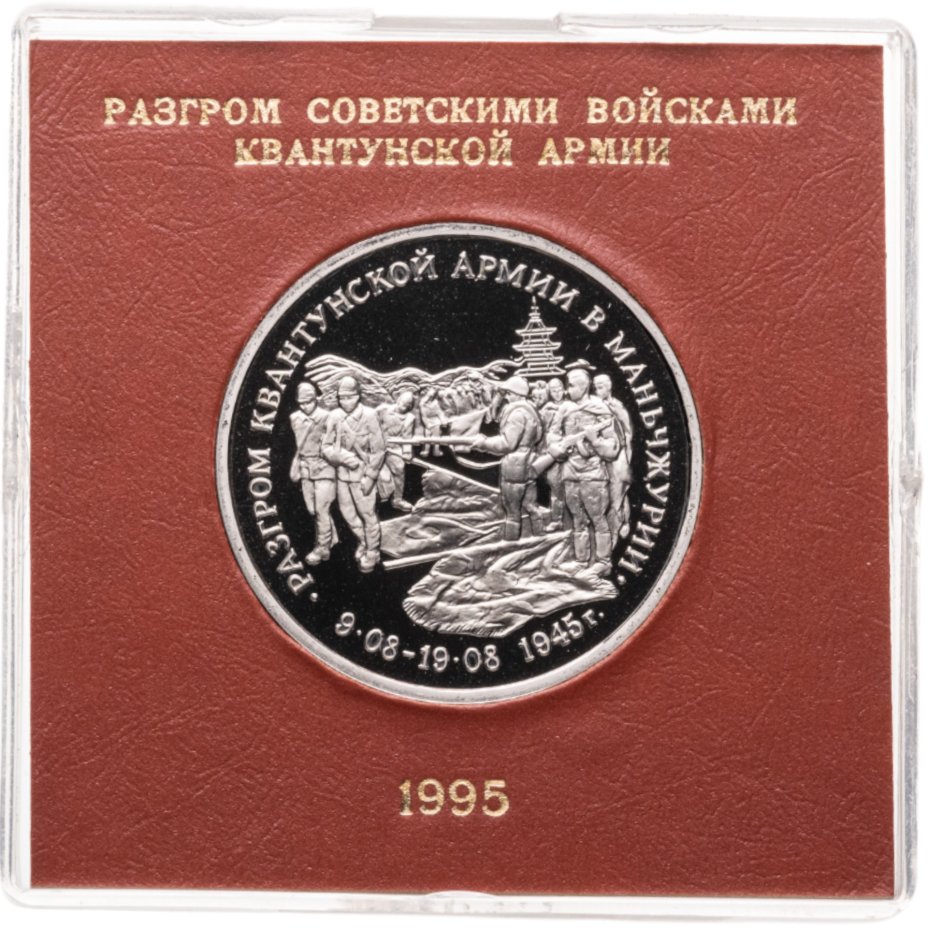 РАЗГРОМ СОВЕТСКИМИ ВОЙСКАМИ
КВАНТУНСКОЙ АРМИИ
· РАЗГРОМ КВАНТУНСКОЙ АРМИИ В МАНЬЧЖУРИИ ·
9·08-19·08 1945г.
1995